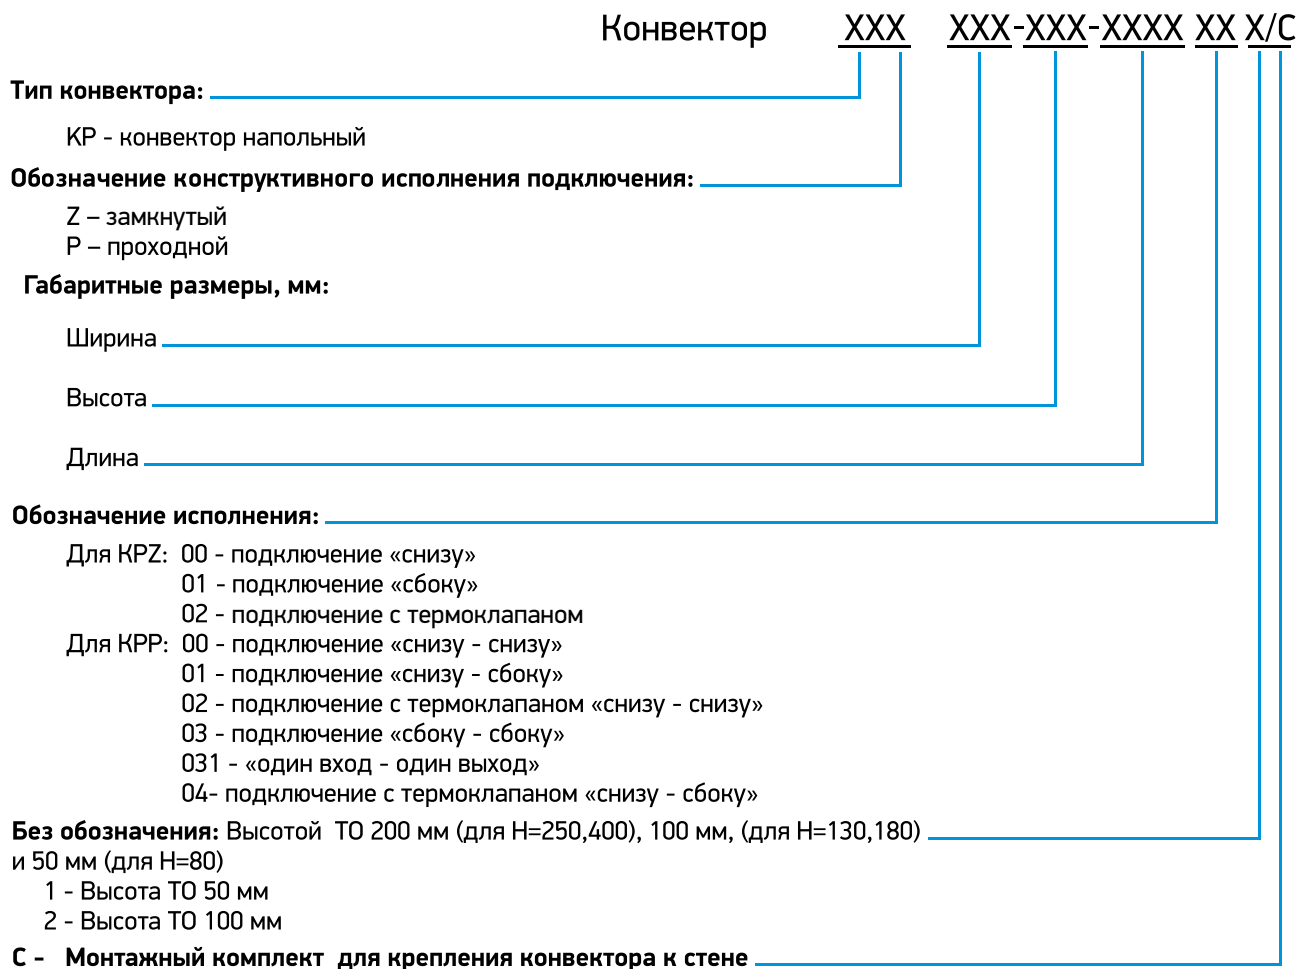 Конвектор XXX XXX-XXX-XXXX XX X/C
Тип конвектора:
KP - конвектор напольный
Обозначение конструктивного исполнения подключения:
Z – замкнутый
P – проходной
Габаритные размеры, мм:
Ширина
Высота
Длина
Обозначение исполнения:
Для KPZ: 00 - подключение «снизу»
01 - подключение «сбоку»
02 - подключение с термоклапаном
Для KPP: 00 - подключение «снизу - снизу»
01 - подключение «снизу - сбоку»
02 - подключение с термоклапаном «снизу - снизу»
03 - подключение «сбоку - сбоку»
031 - «один вход - один выход»
04- подключение с термоклапаном «снизу - сбоку»
Без обозначения: Высотой ТО 200 мм (для H=250,400), 100 мм, (для H=130,180)
и 50 мм (для H=80)
1 - Высота ТО 50 мм
2 - Высота ТО 100 мм
С - Монтажный комплект для крепления конвектора к стене